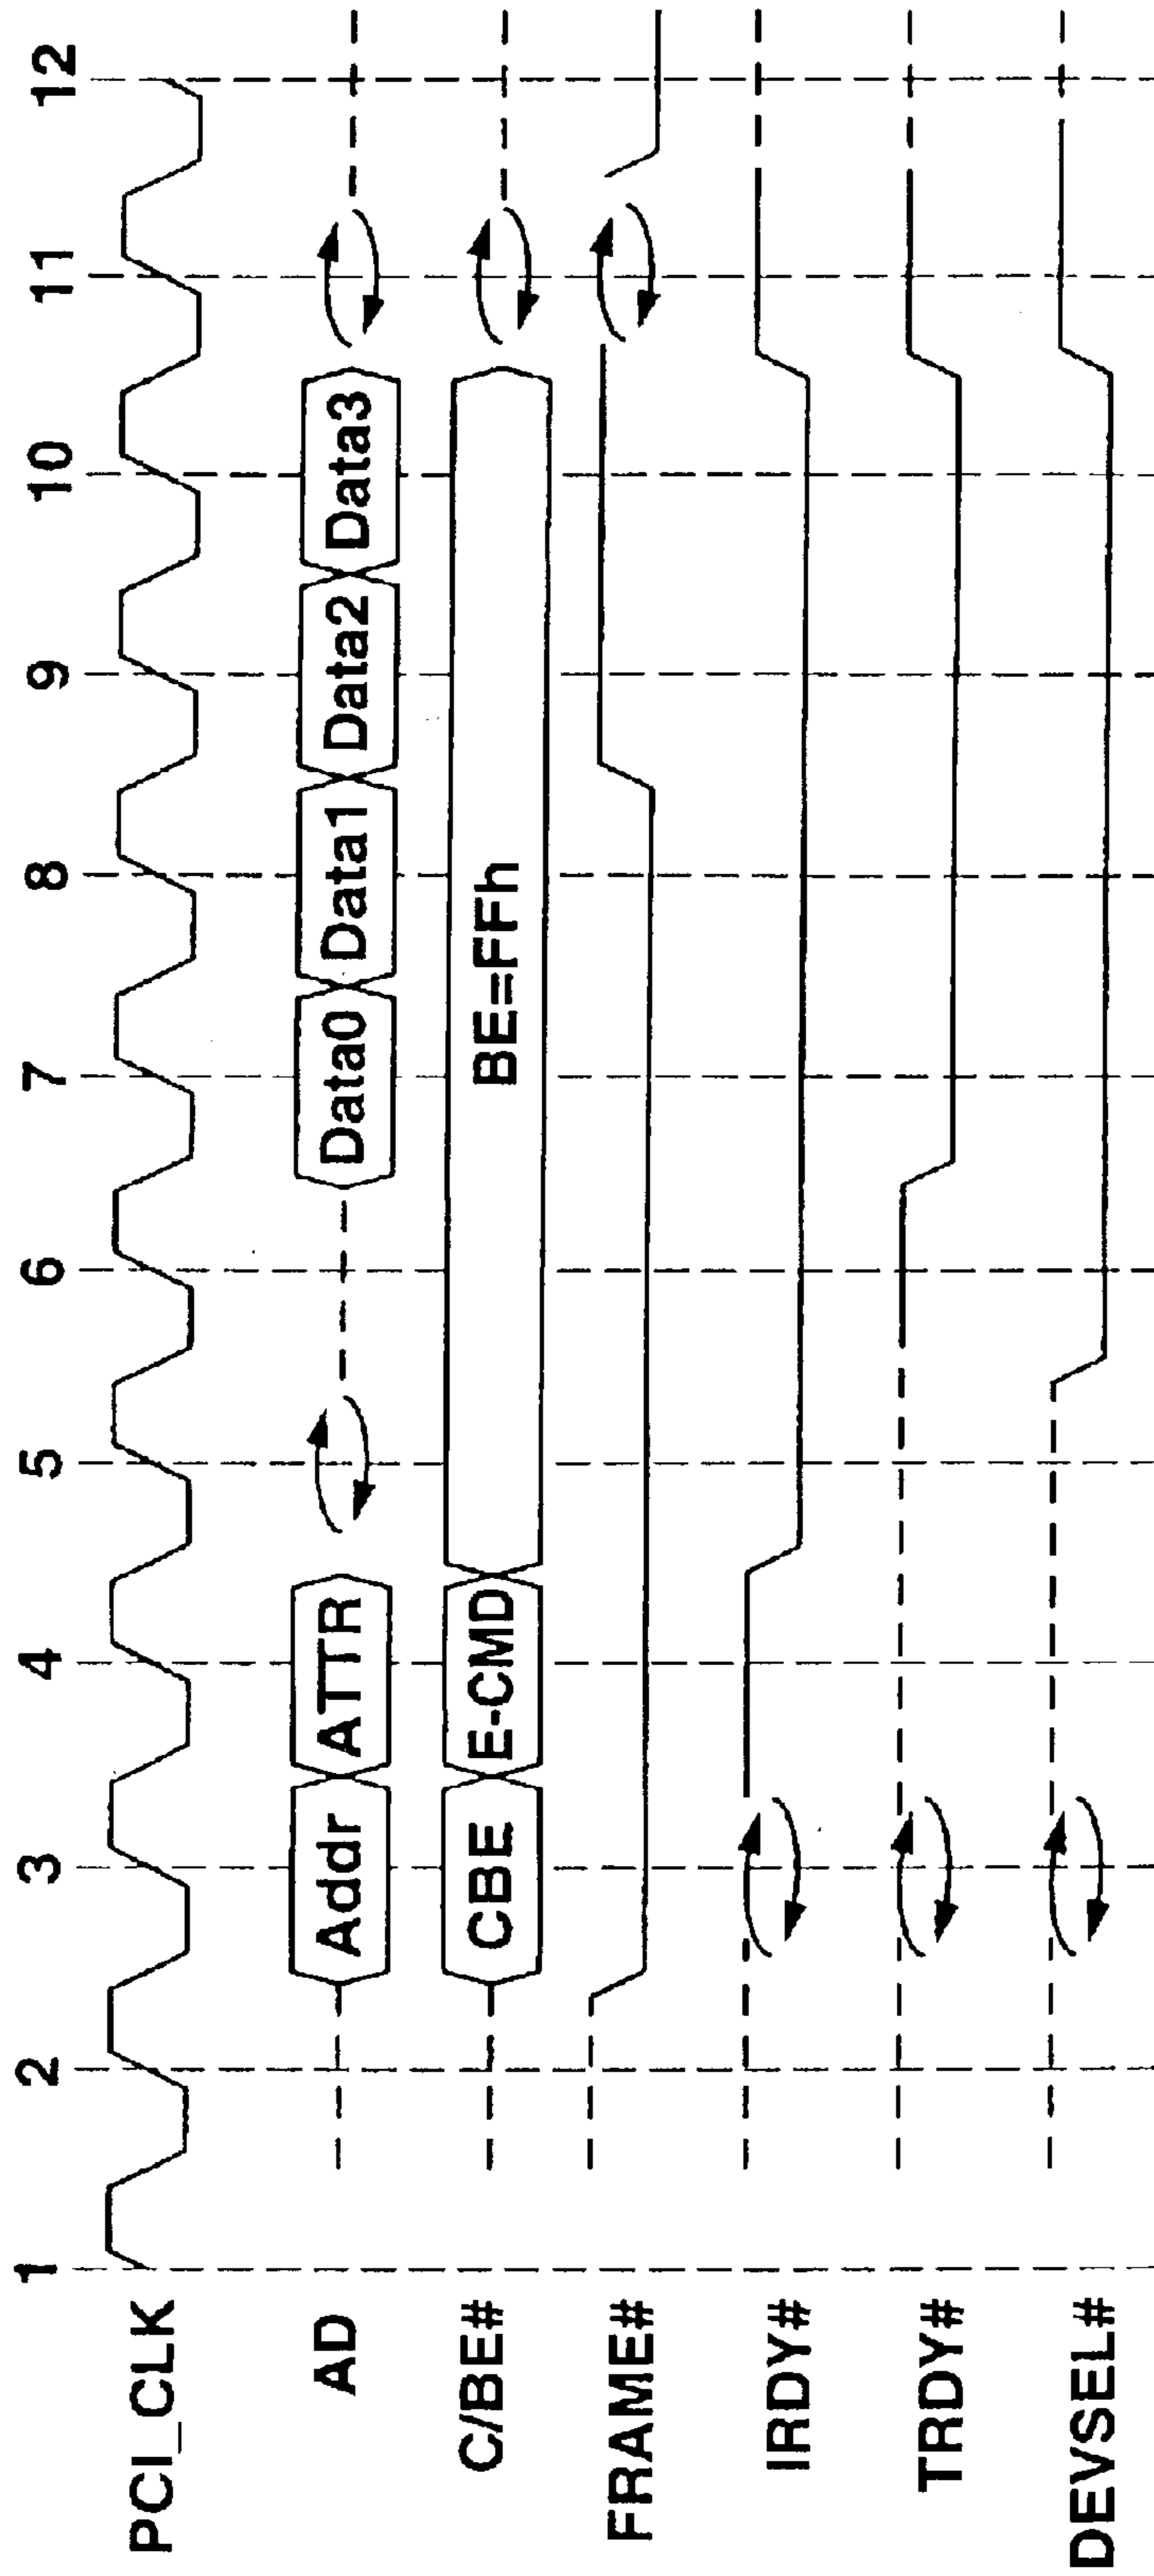 1 2 3 4 5 6 7 8 9 10 11 12
PCI_CLK
AD Addr ATTR Data0 Data1 Data2 Data3
C/BE# CBE E-CMD BE=FFh
FRAME#
IRDY#
TRDY#
DEVSEL#